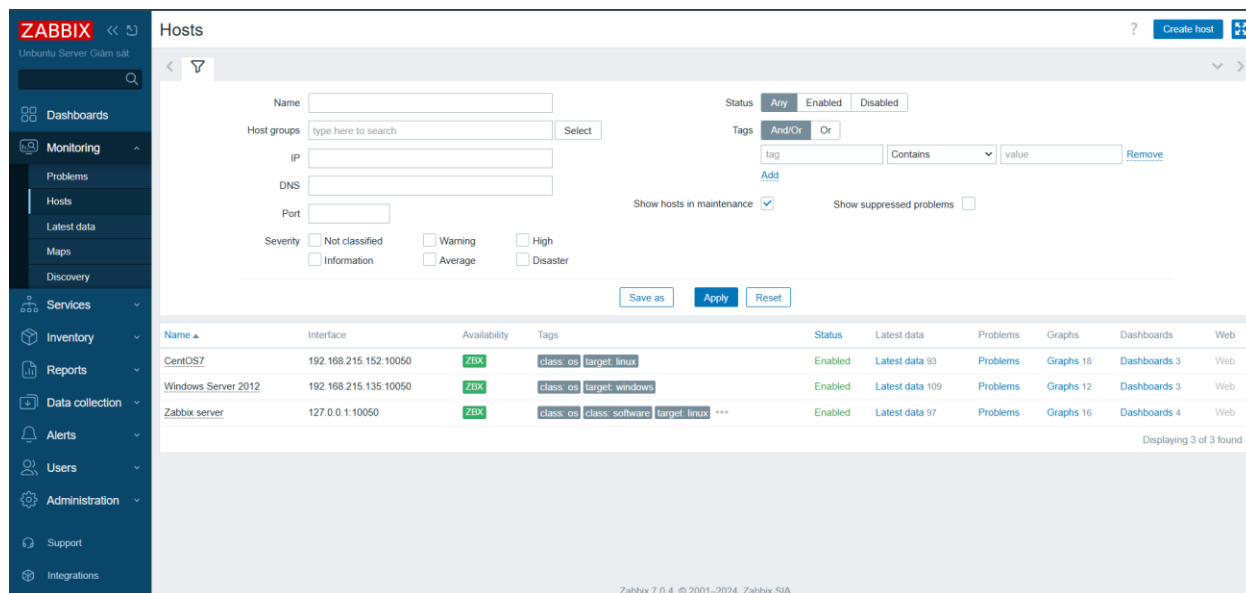 ZABBIX
Unbuntu Server Giám sát
Dashboards
Monitoring
Problems
Hosts
Latest data
Maps
Discovery
Services
Inventory
Reports
Data collection
Alerts
Users
Administration
Support
Integrations
Hosts
? Create host
Name
Host groups type here to search Select
IP
DNS
Port
Severity Not classified Warning High
Information Average Disaster
Status Any Enabled Disabled
Tags And/Or Or
tag Contains value Remove
Add
Show hosts in maintenance Show suppressed problems
Save as Apply Reset
Name Interface Availability Tags Status Latest data Problems Graphs Dashboards Web
CentOS7 192.168.215.152:10050 ZBX class: os target: linux Enabled Latest data 93 Problems Graphs 18 Dashboards 3 Web
Windows Server 2012 192.168.215.135:10050 ZBX class: os target: windows Enabled Latest data 109 Problems Graphs 12 Dashboards 3 Web
Zabbix server 127.0.0.1:10050 ZBX class: os class: software target: linux ••• Enabled Latest data 97 Problems Graphs 16 Dashboards 4 Web
Displaying 3 of 3 found
Zabbix 7.0.4. © 2001–2024, Zabbix SIA